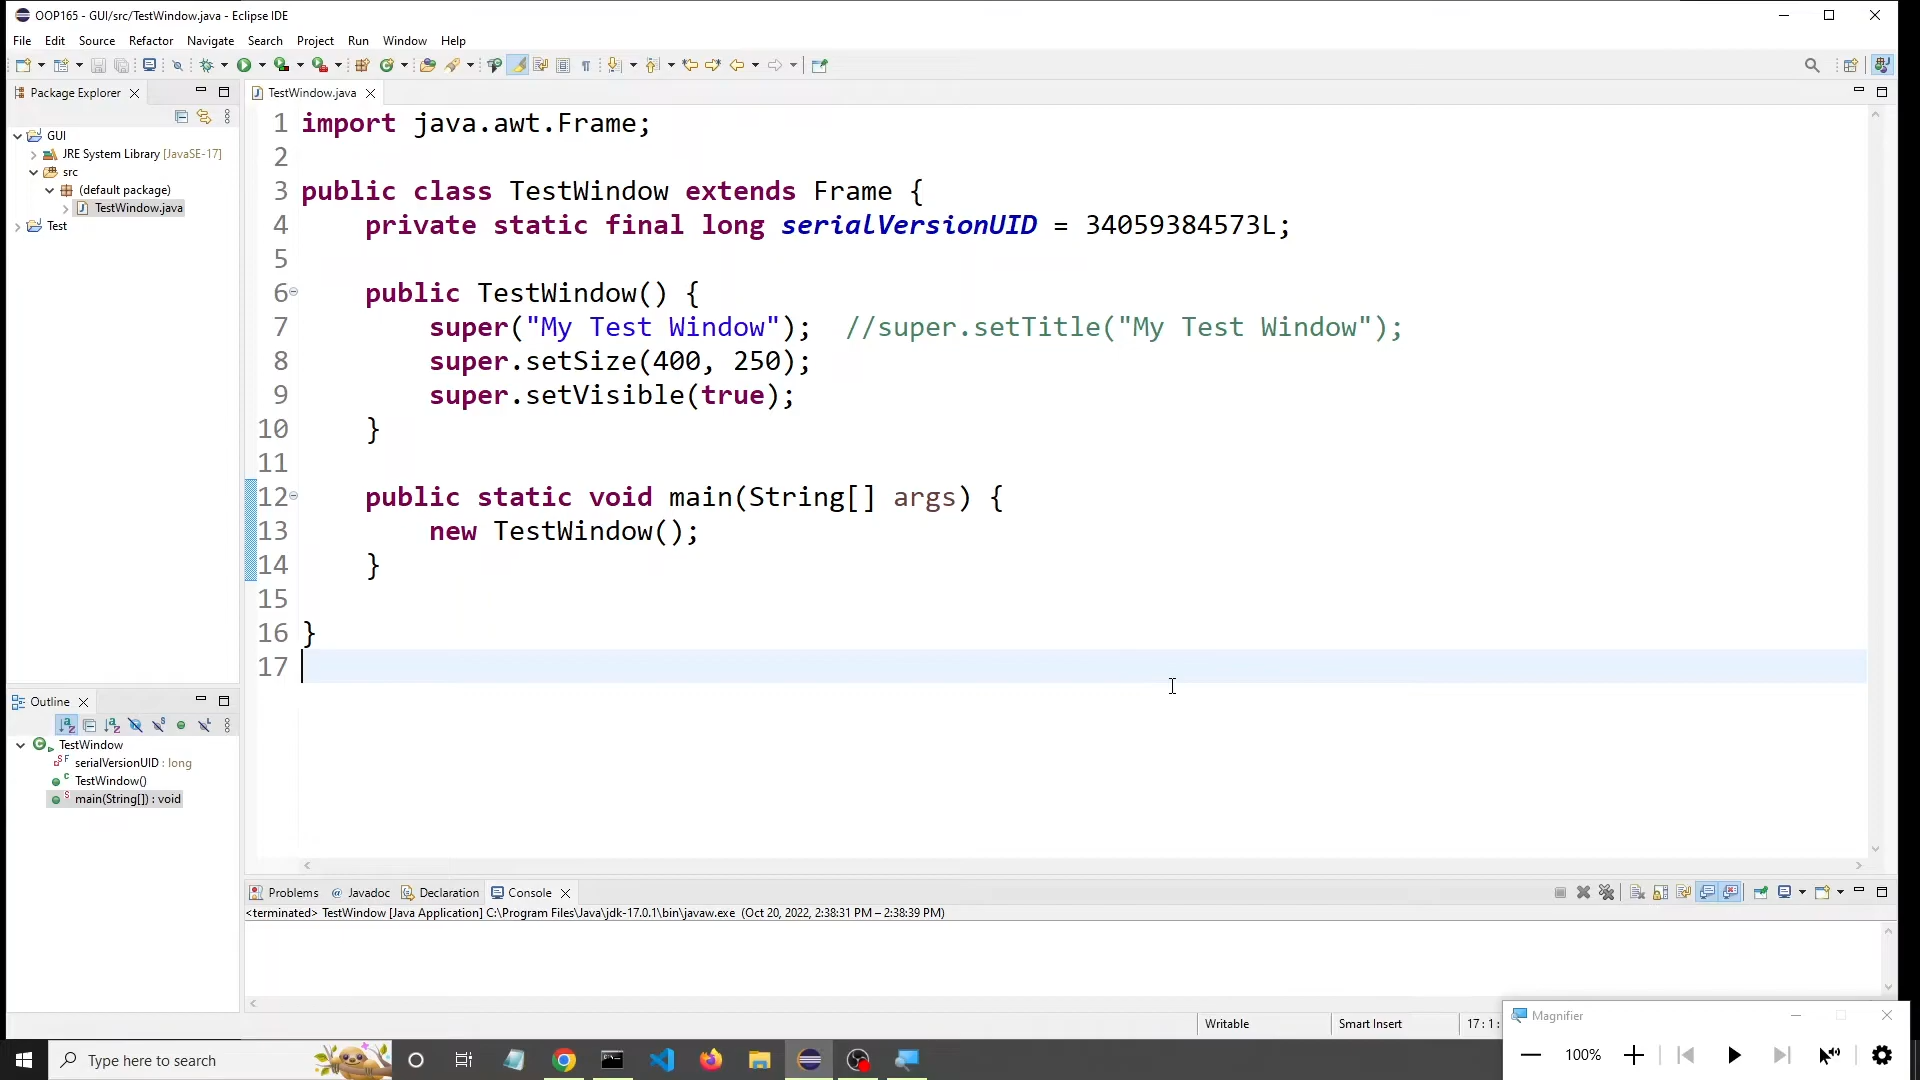 OOP165 - GUI/src/TestWindow.java - Eclipse IDE
File Edit Source Refactor Navigate Search Project Run Window Help
Package Explorer
GUI
JRE System Library [JavaSE-17]
src
(default package)
TestWindow.java
Test
TestWindow.java
1 import java.awt.Frame;
2
3 public class TestWindow extends Frame {
4 private static final long serialVersionUID = 34059384573L;
5
6 public TestWindow() {
7 super("My Test Window"); //super.setTitle("My Test Window");
8 super.setSize(400, 250);
9 super.setVisible(true);
10 }
11
12 public static void main(String[] args) {
13 new TestWindow();
14 }
15
16 }
17
Outline
TestWindow
serialVersionUID : long
TestWindow()
main(String[]) : void
Problems @ Javadoc Declaration Console
<terminated> TestWindow [Java Application] C:\Program Files\Java\jdk-17.0.1\bin\javaw.exe (Oct 20, 2022, 2:38:31 PM – 2:38:39 PM)
Writable Smart Insert 17 : 1 :
Magnifier
100%
Type here to search